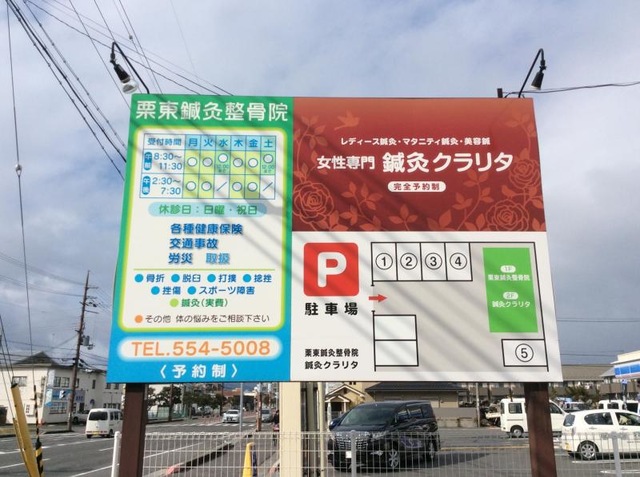 栗東鍼灸整骨院
受付時間 月 火 水 木 金 土
午前 8:30〜11:30
午後 2:30〜7:30
休診日：日曜・祝日
各種健康保険
交通事故
労災 取扱
●骨折 ●脱臼 ●打撲 ●捻挫
●挫傷 ●スポーツ障害
●鍼灸(実費)
●その他 体の悩みをご相談下さい
TEL.554-5008
〈予約制〉
レディース鍼灸・マタニティ鍼灸・美容鍼
女性専門 鍼灸クラリタ
完全予約制
P
駐車場
① ② ③ ④
⑤
1F
栗東鍼灸整骨院
2F
鍼灸クラリタ
栗東鍼灸整骨院
鍼灸クラリタ